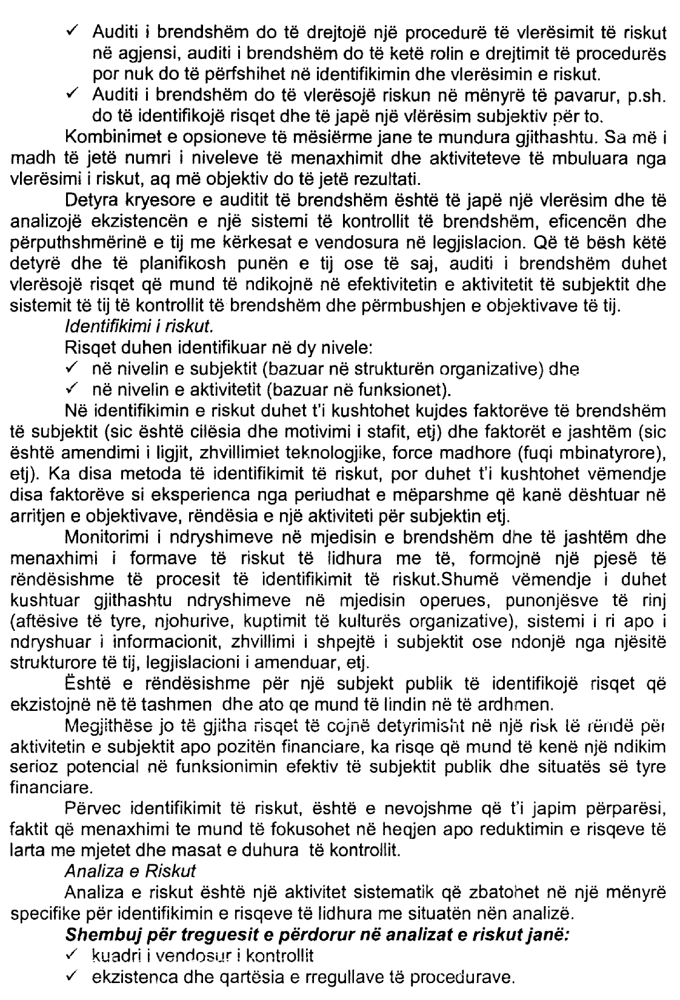 ✓ Auditi i brendshëm do të drejtojë një procedurë të vlerësimit të riskut
në agjensi, auditi i brendshëm do të ketë rolin e drejtimit të procedurës
por nuk do të përfshihet në identifikimin dhe vlerësimin e riskut.
✓ Auditi i brendshëm do të vlerësojë riskun në mënyrë të pavarur, p.sh.
do të identifikojë risqet dhe të japë një vlërësim subjektiv për to.
Kombinimet e opsioneve të mësiërme jane te mundura gjithashtu. Sa më i
madh të jetë numri i niveleve të menaxhimit dhe aktiviteteve të mbuluara nga
vlerësimi i riskut, aq më objektiv do të jetë rezultati.
Detyra kryesore e auditit të brendshëm është të japë një vlerësim dhe të
analizojë ekzistencën e një sistemi të kontrollit të brendshëm, eficencën dhe
përputhshmërinë e tij me kërkesat e vendosura në legjislacion. Që të bësh këtë
detyrë dhe të planifikosh punën e tij ose të saj, auditi i brendshëm duhet
vlerësojë risqet që mund të ndikojnë në efektivitetin e aktivitetit të subjektit dhe
sistemit të tij të kontrollit të brendshëm dhe përmbushjen e objektivave të tij.
Identifikimi i riskut.
Risqet duhen identifikuar në dy nivele:
✓ në nivelin e subjektit (bazuar në strukturën organizative) dhe
✓ në nivelin e aktivitetit (bazuar në funksionet).
Në identifikimin e riskut duhet t'i kushtohet kujdes faktorëve të brendshëm
të subjektit (sic është cilësia dhe motivimi i stafit, etj) dhe faktorët e jashtëm (sic
është amendimi i ligjit, zhvillimiet teknologjike, force madhore (fuqi mbinatyrore),
etj). Ka disa metoda të identifikimit të riskut, por duhet t'i kushtohet vëmendje
disa faktorëve si eksperienca nga periudhat e mëparshme që kanë dështuar në
arritjen e objektivave, rëndësia e një aktiviteti për subjektin etj.
Monitorimi i ndryshimeve në mjedisin e brendshëm dhe të jashtëm dhe
menaxhimi i formave të riskut të lidhura me të, formojnë një pjesë të
rëndësishme të procesit të identifikimit të riskut.Shumë vëmendje i duhet
kushtuar gjithashtu ndryshimeve në mjedisin operues, punonjësve të rinj
(aftësive të tyre, njohurive, kuptimit të kulturës organizative), sistemi i ri apo i
ndryshuar i informacionit, zhvillimi i shpejtë i subjektit ose ndonjë nga njësitë
strukturore të tij, legjislacioni i amenduar, etj.
Është e rëndësishme për një subjekt publik të identifikojë risqet që
ekzistojnë në të tashmen dhe ato qe mund të lindin në të ardhmen.
Megjithëse jo të gjitha risqet të cojnë detyrimisht në një risk të rëndë për
aktivitetin e subjektit apo pozitën financiare, ka risqe që mund të kenë një ndikim
serioz potencial në funksionimin efektiv të subjektit publik dhe situatës së tyre
financiare.
Përvec identifikimit të riskut, është e nevojshme që t'i japim përparësi,
faktit që menaxhimi te mund të fokusohet në heqjen apo reduktimin e risqeve të
larta me mjetet dhe masat e duhura të kontrollit.
Analiza e Riskut
Analiza e riskut është një aktivitet sistematik që zbatohet në një mënyrë
specifike për identifikimin e risqeve të lidhura me situatën nën analizë.
Shembuj për treguesit e përdorur në analizat e riskut janë:
✓ kuadri i vendosur i kontrollit
✓ ekzistenca dhe qartësia e rregullave të procedurave.